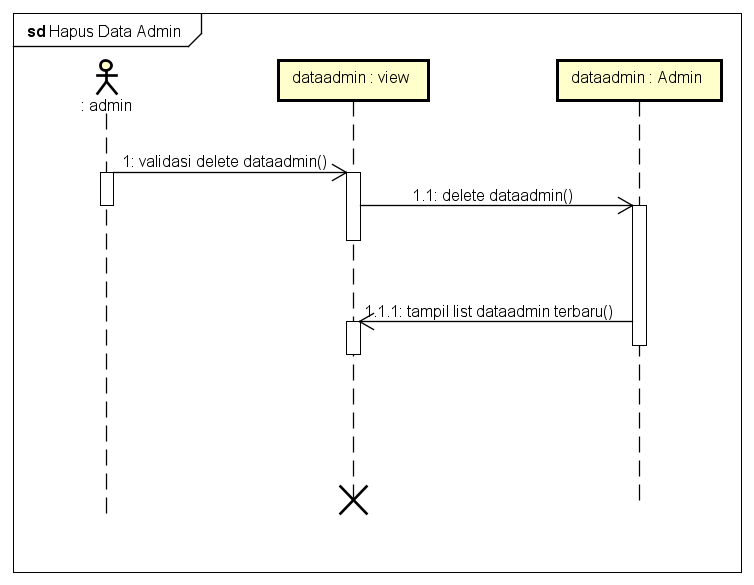 sd Hapus Data Admin
: admin
dataadmin : view
dataadmin : Admin
1: validasi delete dataadmin()
1.1: delete dataadmin()
1.1.1: tampil list dataadmin terbaru()